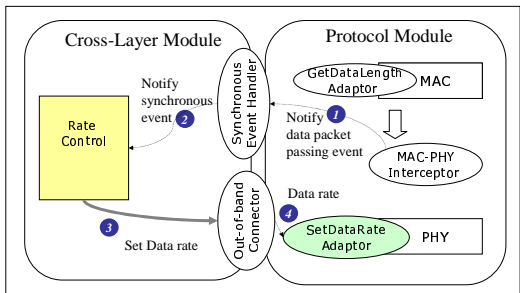 Cross-Layer Module
Protocol Module
GetDataLength
Adaptor
MAC
Notify
synchronous
event
2
Synchronous
Event Handler
1
Notify
data packet
passing event
MAC-PHY
Interceptor
Rate
Control
3
Set Data rate
Out-of-band
Connector
Data rate
4
SetDataRate
Adaptor
PHY